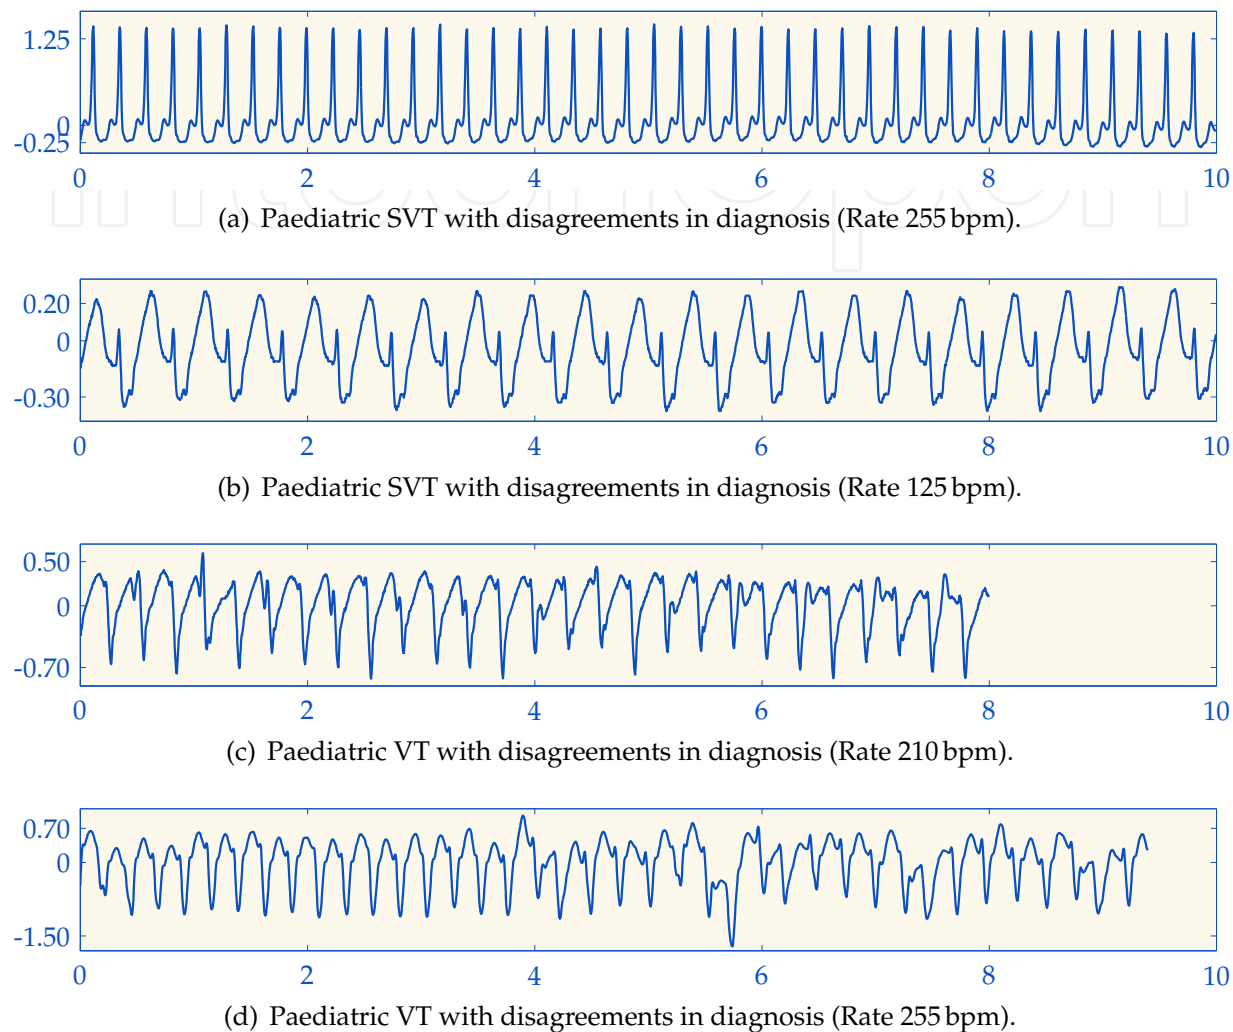 1.25
0
0
-0.25
0 2 4 6 8 10
(a) Paediatric SVT with disagreements in diagnosis (Rate 255 bpm).
0.20
0
-0.30
0 2 4 6 8 10
(b) Paediatric SVT with disagreements in diagnosis (Rate 125 bpm).
0.50
0
-0.70
0 2 4 6 8 10
(c) Paediatric VT with disagreements in diagnosis (Rate 210 bpm).
0.70
0
-1.50
0 2 4 6 8 10
(d) Paediatric VT with disagreements in diagnosis (Rate 255 bpm).